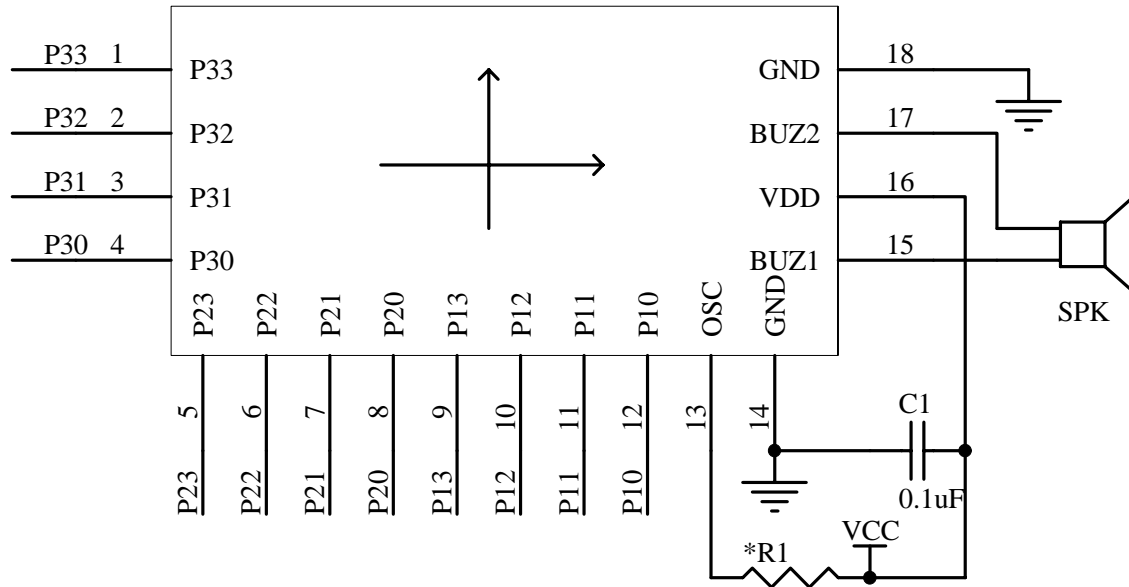 P33 1 P33 GND 18
P32 2 P32 BUZ2 17
P31 3 P31 VDD 16
P30 4 P30 BUZ1 15
P23 P22 P21 P20 P13 P12 P11 P10 OSC GND
SPK
5 6 7 8 9 10 11 12 13 14
C1
P23 P22 P21 P20 P13 P12 P11 P10
0.1uF
VCC
*R1